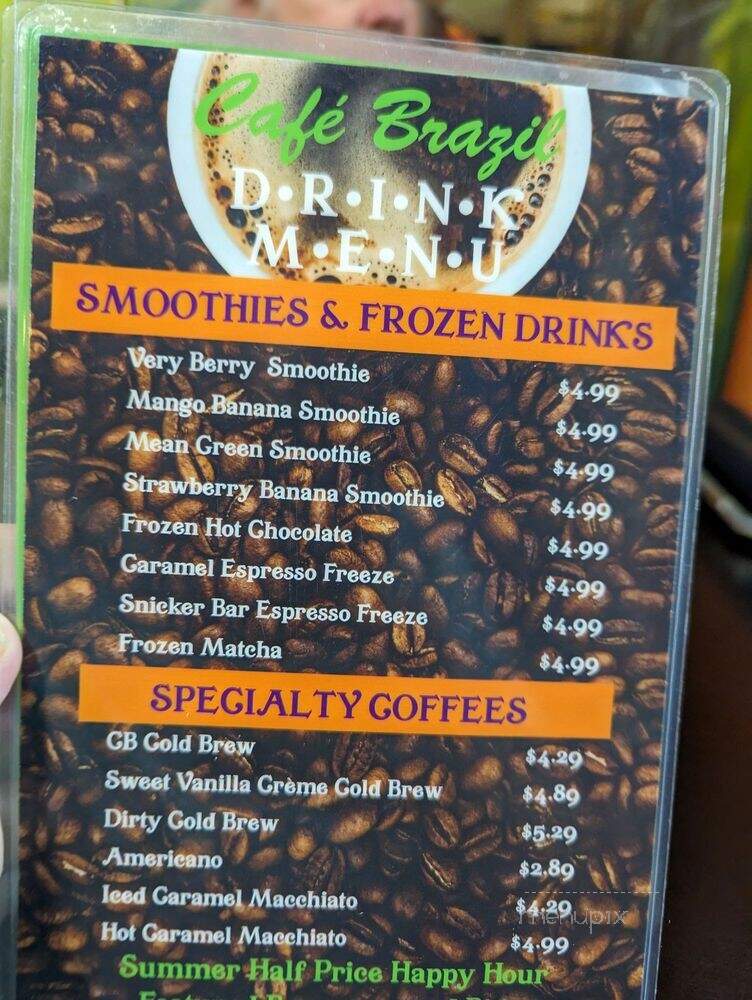 Café Brazil
D•R•I•N•K
M•E•N•U
SMOOTHIES & FROZEN DRINKS
Very Berry Smoothie $4.99
Mango Banana Smoothie $4.99
Mean Green Smoothie $4.99
Strawberry Banana Smoothie $4.99
Frozen Hot Chocolate $4.99
Caramel Espresso Freeze $4.99
Snicker Bar Espresso Freeze $4.99
Frozen Matcha $4.99
SPECIALTY COFFEES
CB Cold Brew $4.29
Sweet Vanilla Crème Cold Brew $4.89
Dirty Cold Brew $5.29
Americano $2.89
Iced Caramel Macchiato $4.29
menupix
Hot Caramel Macchiato $4.99
Summer Half Price Happy Hour